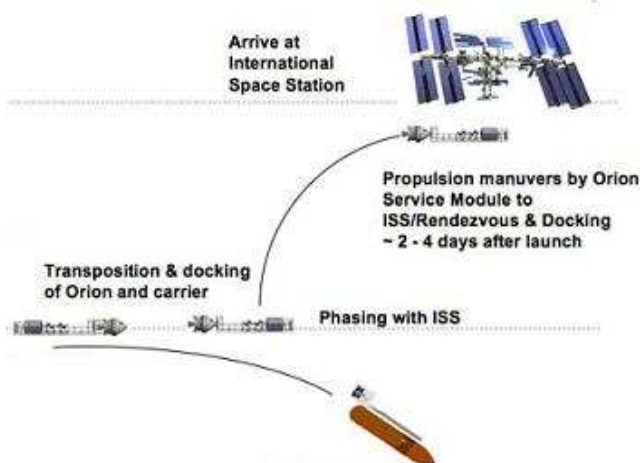 Arrive at
International
Space Station
Propulsion manuvers by Orion
Service Module to
ISS/Rendezvous & Docking
~ 2 - 4 days after launch
Transposition & docking
of Orion and carrier
Phasing with ISS